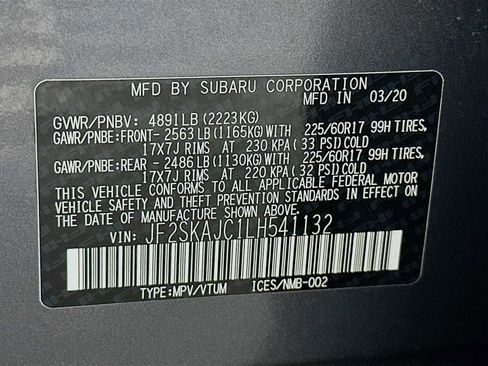 MFD BY SUBARU CORPORATION
MFD IN 03/20
GVWR/PNBV: 4891LB (2223KG)
GAWR/PNBE:FRONT- 2563LB (1165KG) WITH 225/60R17 99H TIRES,
17X7J RIMS AT 230 KPA (33 PSI) COLD
GAWR/PNBE:REAR - 2486LB (1130KG) WITH 225/60R17 99H TIRES,
17X7J RIMS AT 220 KPA (32 PSI) COLD
THIS VEHICLE CONFORMS TO ALL APPLICABLE FEDERAL MOTOR
VEHICLE SAFETY AND THEFT PREVENTION STANDARDS IN EFFECT ON
THE DATE OF MANUFACTURE SHOWN ABOVE.
VIN: JF2SKAJC1LH541132
TYPE:MPV/VTUM ICES/NMB-002